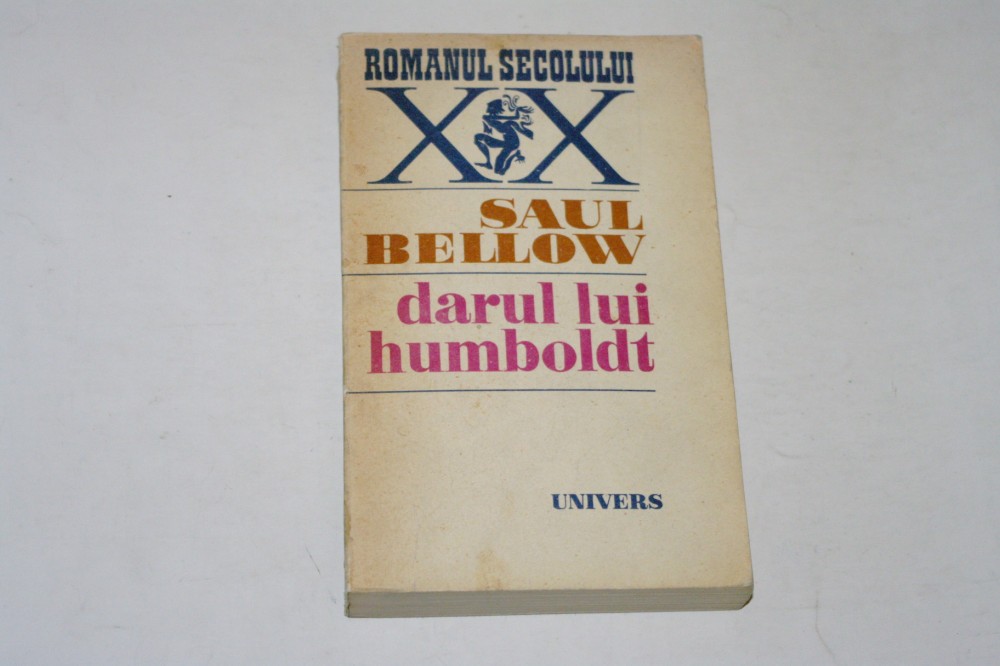 ROMANUL SECOLULUI
XX
SAUL
BELLOW
darul lui
humboldt
UNIVERS